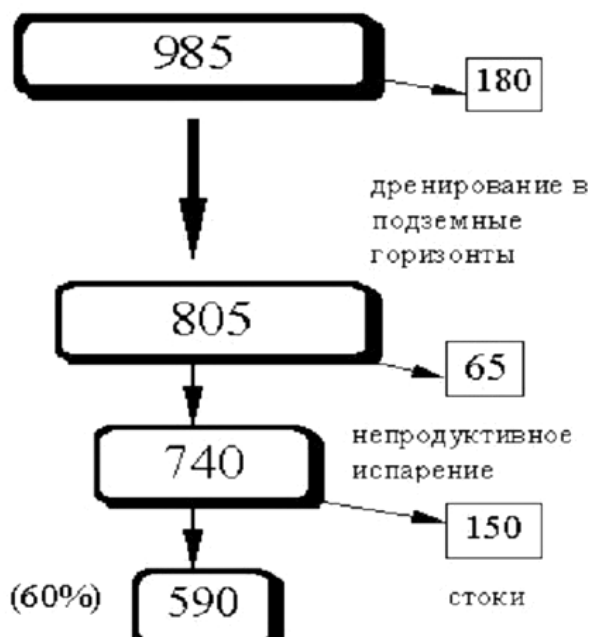 985
180
дренирование в
подземные
горизонты
805
65
740
непродуктивное
испарение
150
(60%)
590
стоки